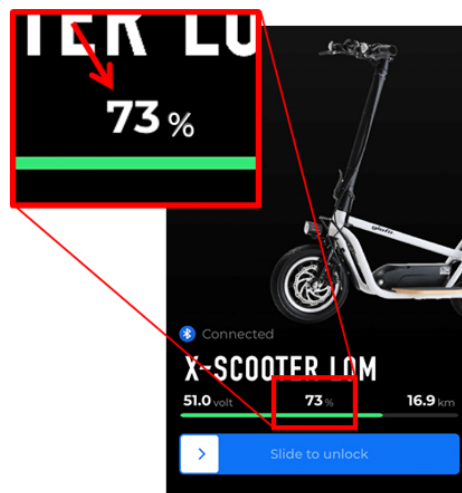 TER LO
73 %
Connected
X-SCOOTER LOM
51.0 volt 73 % 16.9 km
Slide to unlock